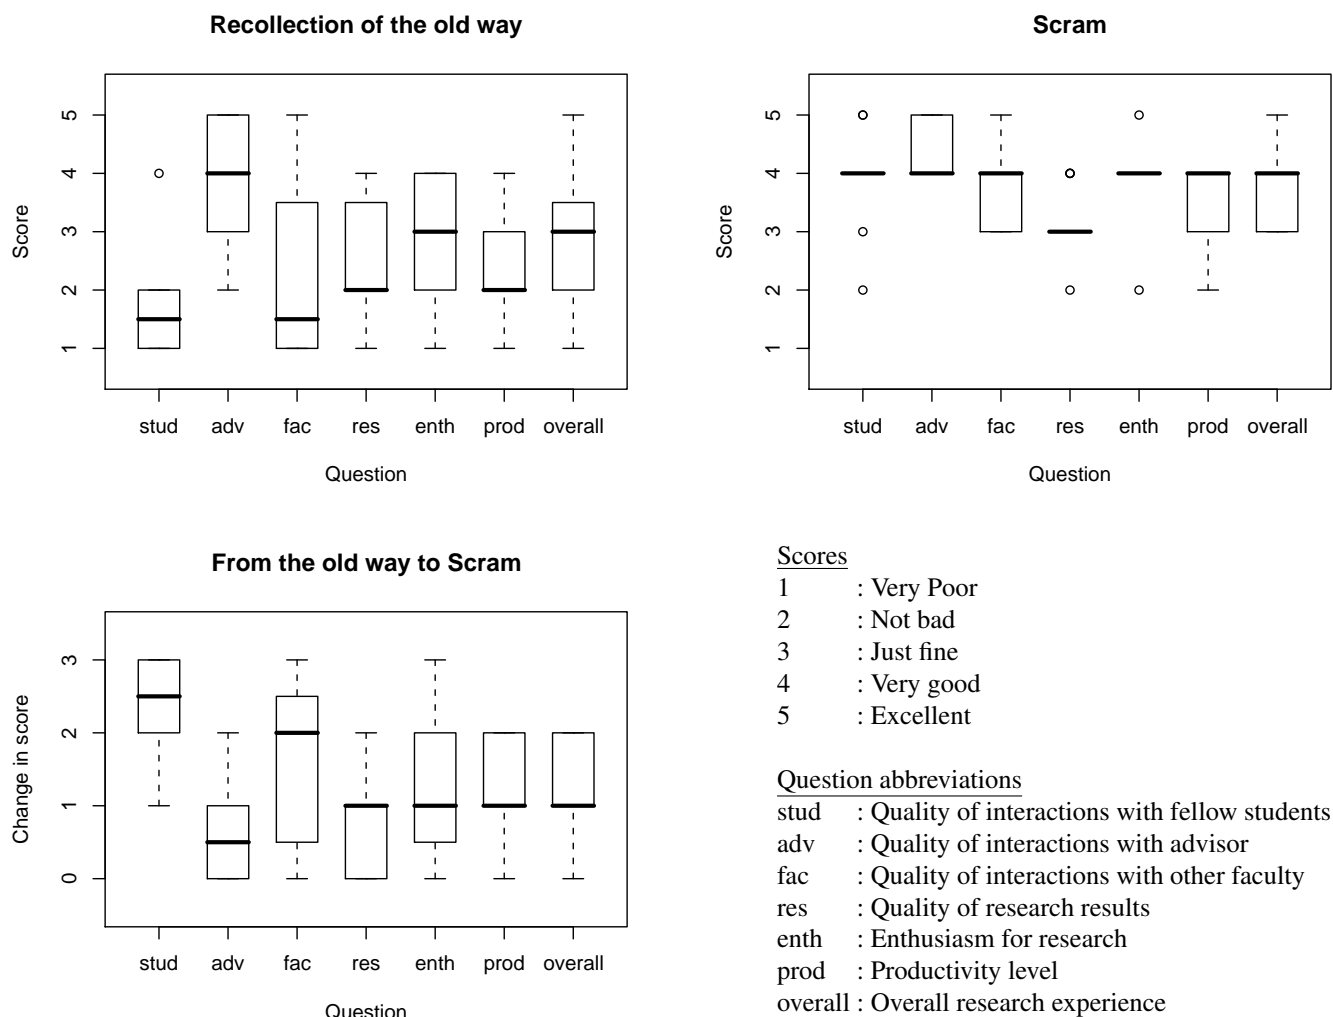 Recollection of the old way
Score
5
4
3
2
1
stud adv fac res enth prod overall
Question
Scram
Score
5
4
3
2
1
stud adv fac res enth prod overall
Question
From the old way to Scram
Change in score
3
2
1
0
stud adv fac res enth prod overall
Question
Scores
1 : Very Poor
2 : Not bad
3 : Just fine
4 : Very good
5 : Excellent
Question abbreviations
stud : Quality of interactions with fellow students
adv : Quality of interactions with advisor
fac : Quality of interactions with other faculty
res : Quality of research results
enth : Enthusiasm for research
prod : Productivity level
overall : Overall research experience